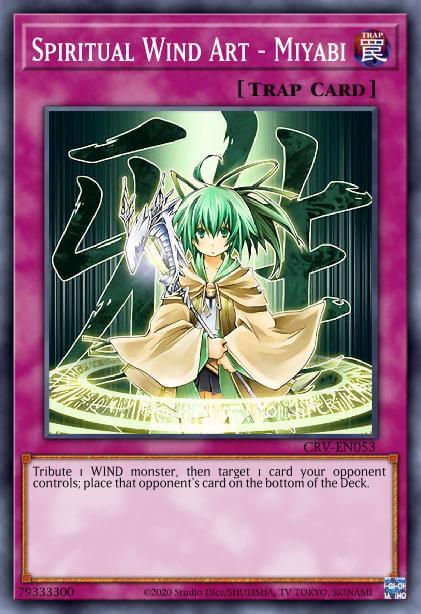 Spiritual Wind Art - Miyabi
TRAP
罠
[Trap Card]
雅
CRV-EN053
Tribute 1 WIND monster, then target 1 card your opponent
controls; place that opponent's card on the bottom of the Deck.
79333300
©2020 Studio Dice/SHUEISHA, TV TOKYO, KONAMI